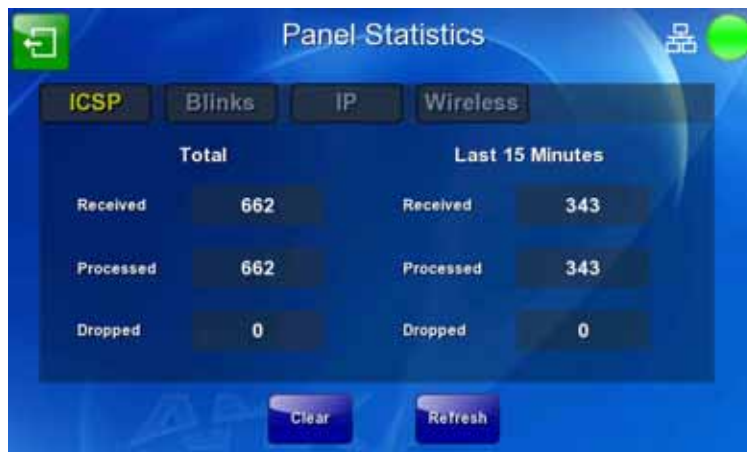 Panel Statistics
ICSP Blinks IP Wireless
Total Last 15 Minutes
Received 662 Received 343
Processed 662 Processed 343
Dropped 0 Dropped 0
Clear Refresh